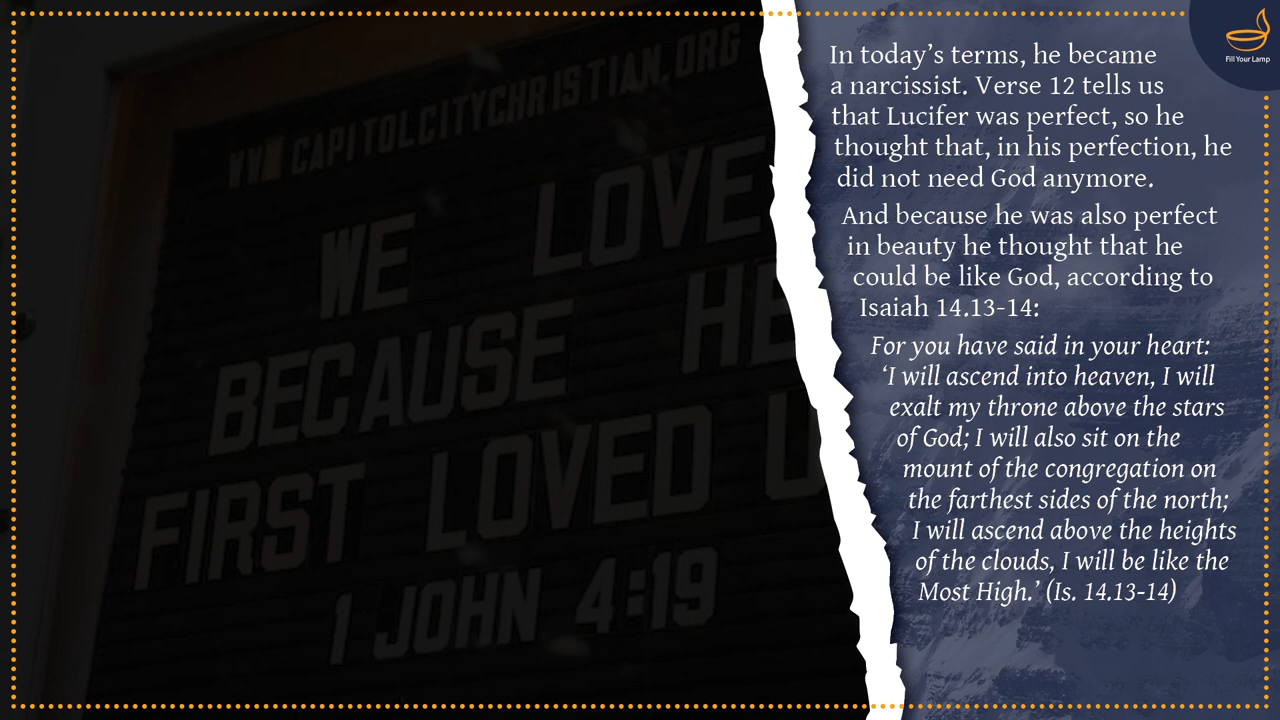 WWW CAPITOLCITYCHRISTIAN.ORG
WE LOVE
BECAUSE HE
FIRST LOVED U
1 JOHN 4:19
In today’s terms, he became
a narcissist. Verse 12 tells us
that Lucifer was perfect, so he
thought that, in his perfection, he
did not need God anymore.
And because he was also perfect
in beauty he thought that he
could be like God, according to
Isaiah 14.13-14:
For you have said in your heart:
‘I will ascend into heaven, I will
exalt my throne above the stars
of God; I will also sit on the
mount of the congregation on
the farthest sides of the north;
I will ascend above the heights
of the clouds, I will be like the
Most High.’ (Is. 14.13-14)
Fill Your Lamp